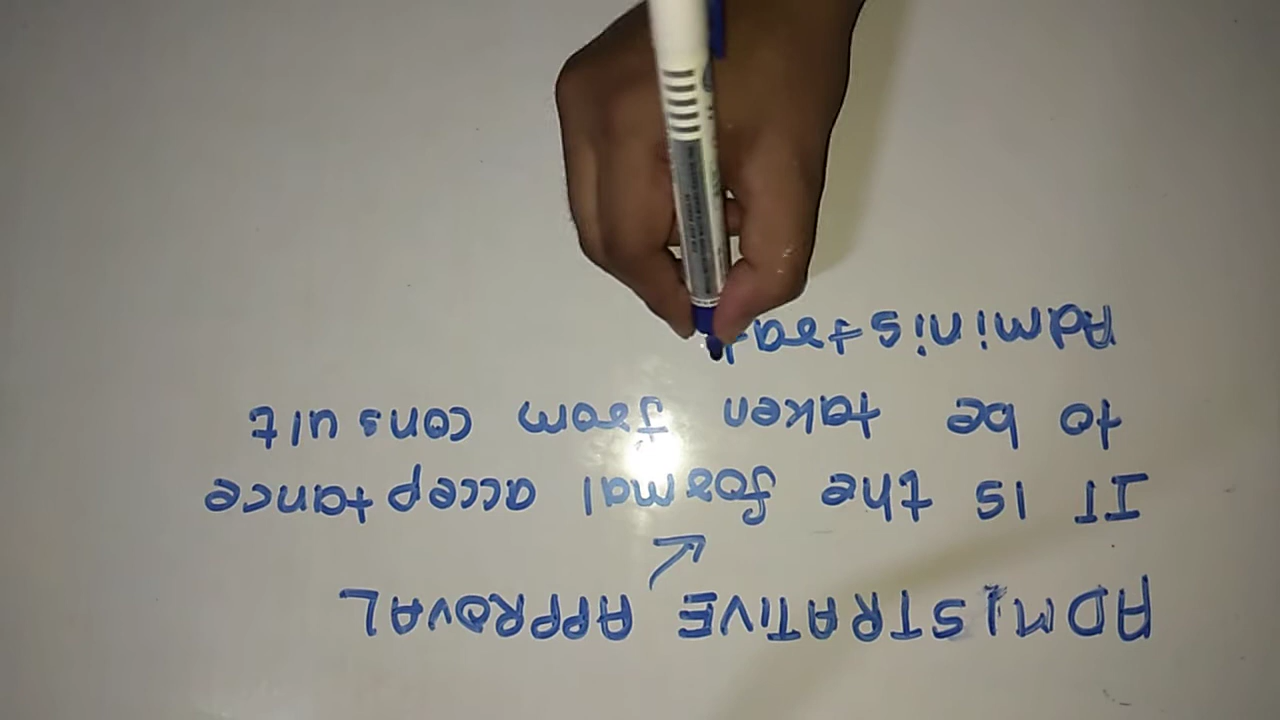 ADMISTRATIVE APPROVAL
IT is the formal acceptance
to be taken from consult
Administrat